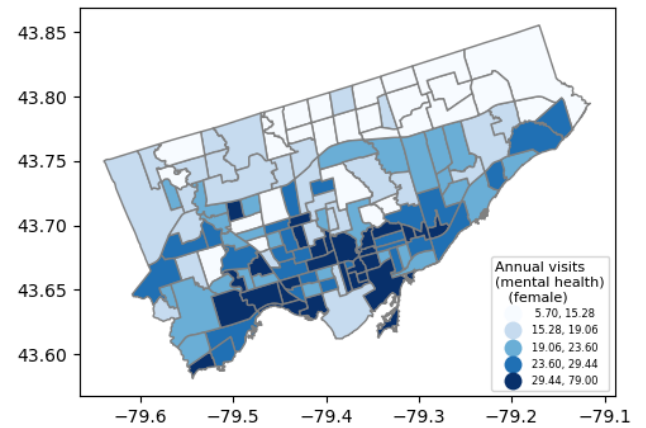 43.85
43.80
43.75
43.70
43.65
43.60
Annual visits
(mental health)
(female)
5.70, 15.28
15.28, 19.06
19.06, 23.60
23.60, 29.44
29.44, 79.00
−79.6 −79.5 −79.4 −79.3 −79.2 −79.1